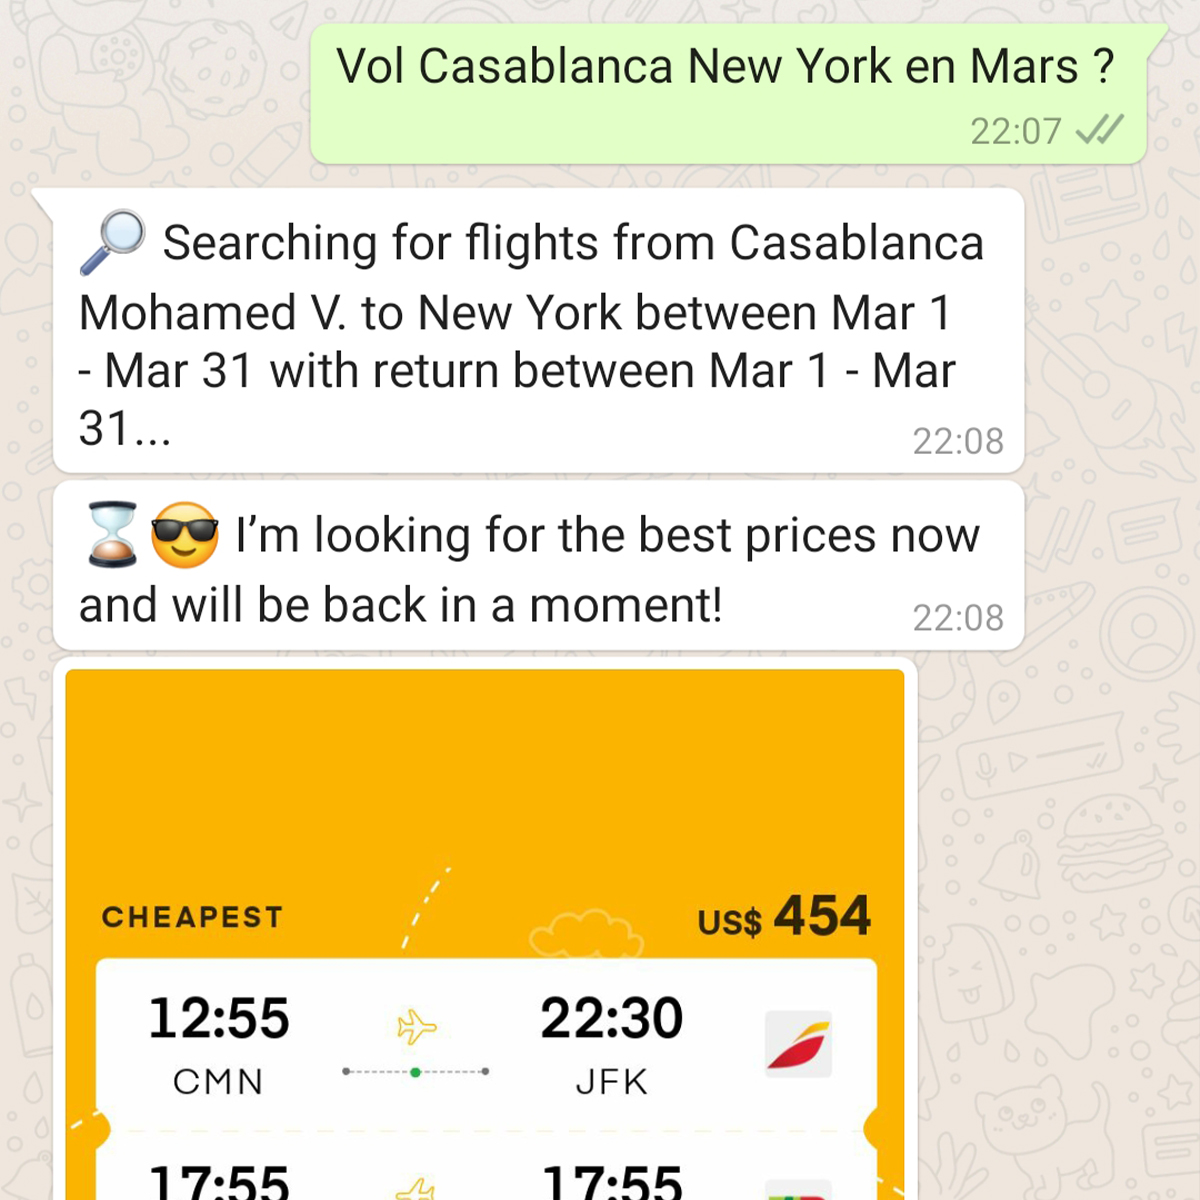 Vol Casablanca New York en Mars ?
22:07
Searching for flights from Casablanca
Mohamed V. to New York between Mar 1
- Mar 31 with return between Mar 1 - Mar
31...
22:08
I’m looking for the best prices now
and will be back in a moment!
22:08
CHEAPEST
US$ 454
12:55
22:30
CMN
JFK
17:55
17:55